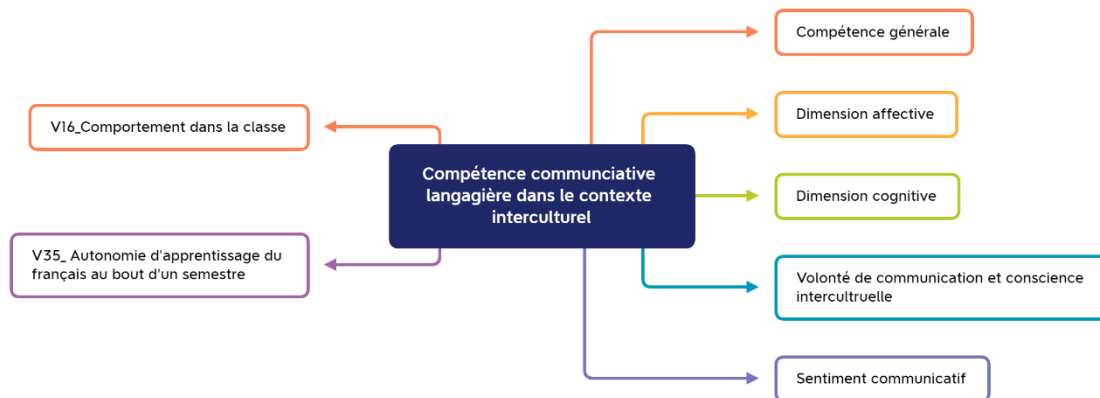 Compétence générale
V16_Comportement dans la classe
Dimension affective
Compétence communciative
langagière dans le contexte
interculturel
Dimension cognitive
V35_ Autonomie d'apprentissage du
français au bout d'un semestre
Volonté de communication et conscience
intercultruelle
Sentiment communicatif